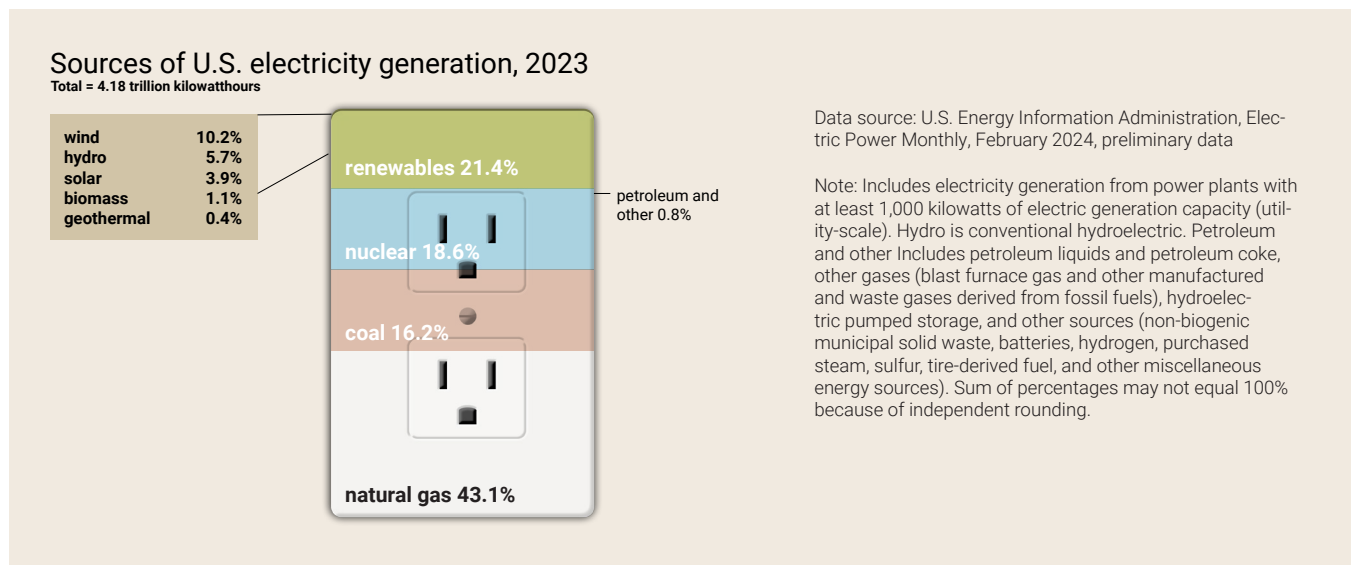 Sources of U.S. electricity generation, 2023
Total = 4.18 trillion kilowatthours
wind 10.2%
hydro 5.7%
solar 3.9%
biomass 1.1%
geothermal 0.4%
renewables 21.4%
petroleum and
other 0.8%
nuclear 18.6%
coal 16.2%
natural gas 43.1%
Data source: U.S. Energy Information Administration, Elec-
tric Power Monthly, February 2024, preliminary data
Note: Includes electricity generation from power plants with
at least 1,000 kilowatts of electric generation capacity (util-
ity-scale). Hydro is conventional hydroelectric. Petroleum
and other Includes petroleum liquids and petroleum coke,
other gases (blast furnace gas and other manufactured
and waste gases derived from fossil fuels), hydroelec-
tric pumped storage, and other sources (non-biogenic
municipal solid waste, batteries, hydrogen, purchased
steam, sulfur, tire-derived fuel, and other miscellaneous
energy sources). Sum of percentages may not equal 100%
because of independent rounding.